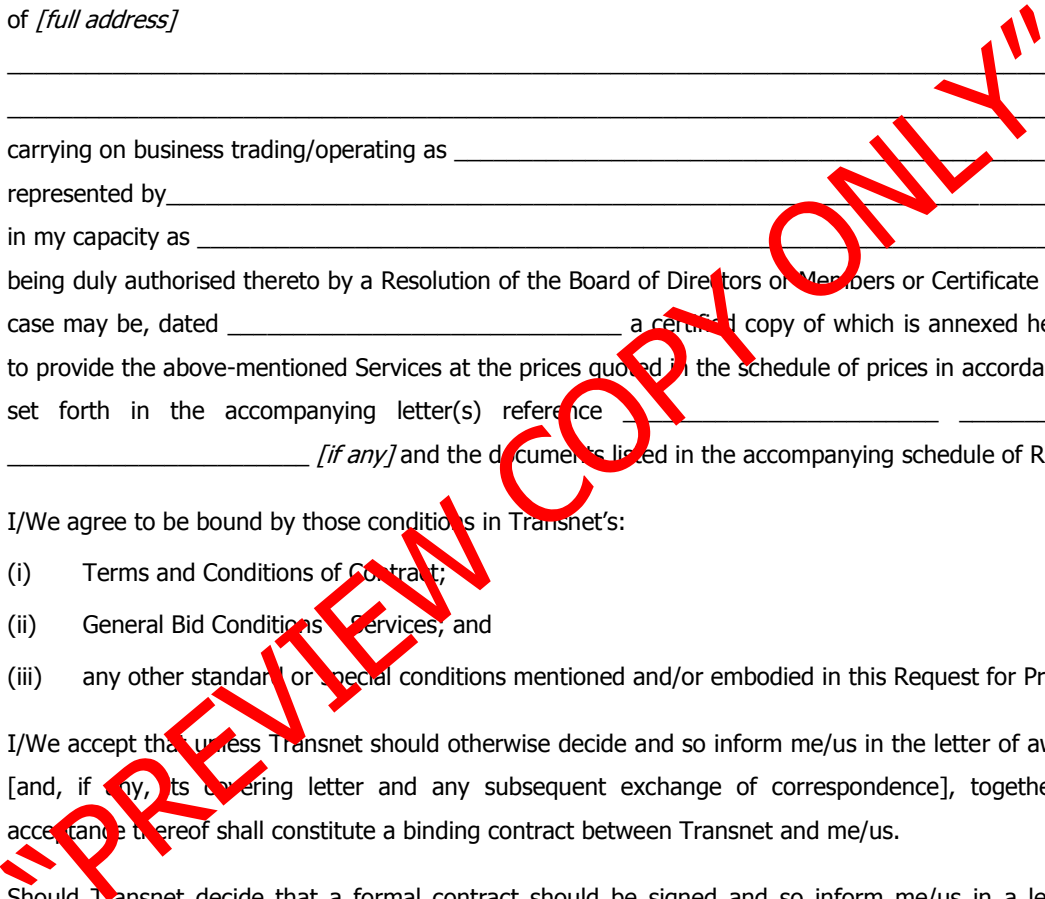 of [full address]
carrying on business trading/operating as
represented by
in my capacity as
being duly authorised thereto by a Resolution of the Board of Directors or Members or Certificate
case may be, dated ______________________________ a certified copy of which is annexed he
to provide the above-mentioned Services at the prices quoted in the schedule of prices in accorda
set forth in the accompanying letter(s) reference ________________________ _______
_______________________ [if any] and the documents listed in the accompanying schedule of R
I/We agree to be bound by those conditions in Transnet’s:
(i) Terms and Conditions of Contract;
(ii) General Bid Conditions Services; and
(iii) any other standard or special conditions mentioned and/or embodied in this Request for Pr
I/We accept that unless Transnet should otherwise decide and so inform me/us in the letter of aw
[and, if any, its covering letter and any subsequent exchange of correspondence], togethe
acceptance thereof shall constitute a binding contract between Transnet and me/us.
Should Transnet decide that a formal contract should be signed and so inform me/us in a le
“PREVIEW COPY ONLY”